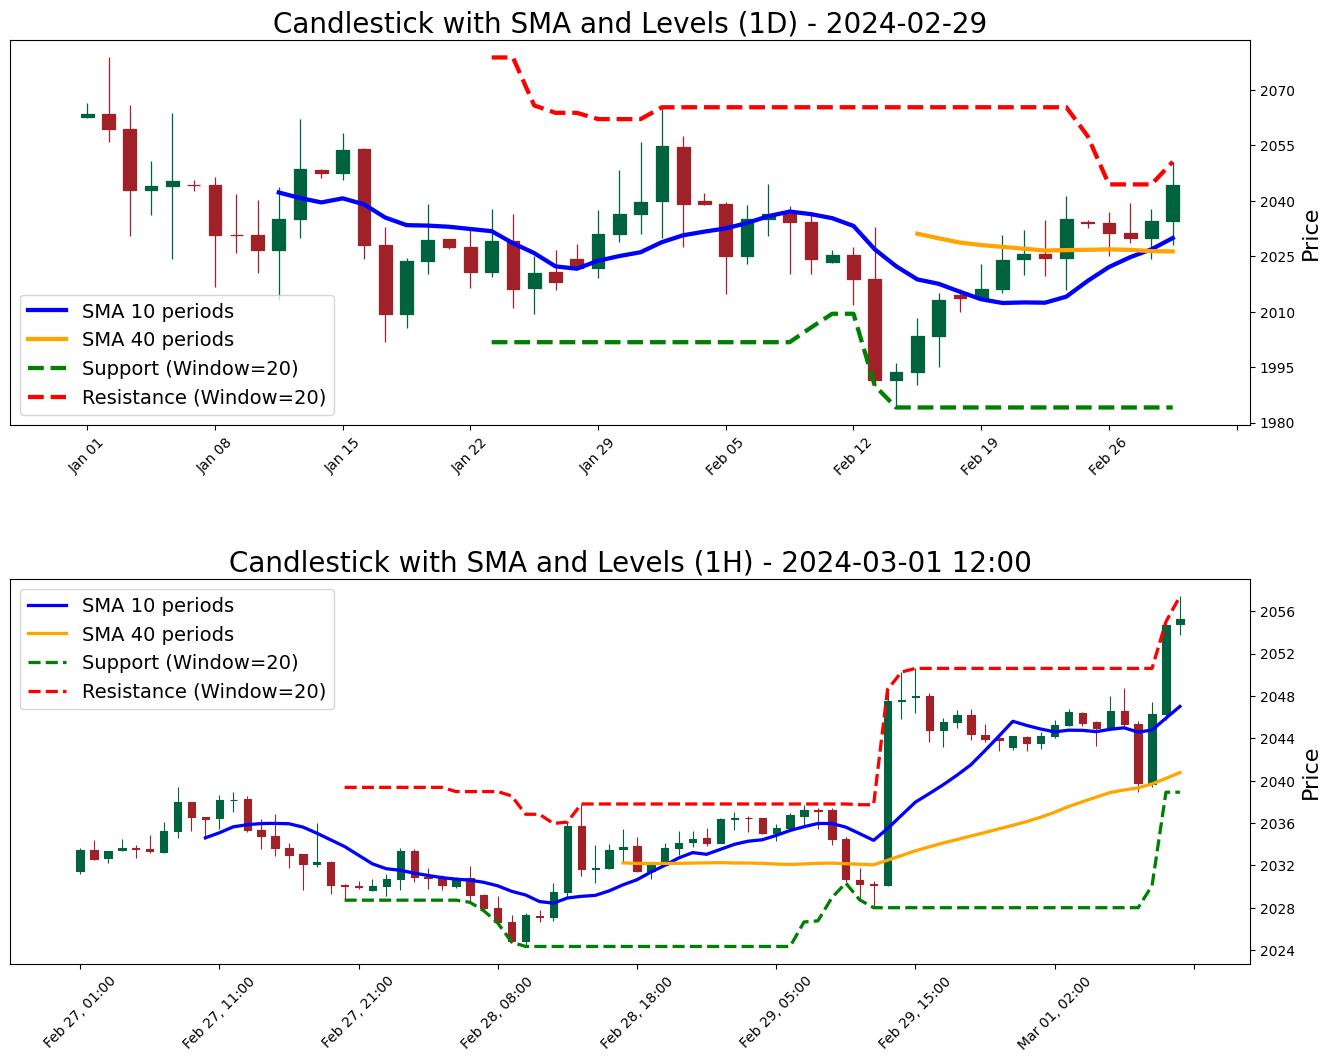 Candlestick with SMA and Levels (1D) - 2024-02-29
SMA 10 periods
SMA 40 periods
Support (Window=20)
Resistance (Window=20)
2070
2055
2040
2025
2010
1995
1980
Price
Jan 01
Jan 08
Jan 15
Jan 22
Jan 29
Feb 05
Feb 12
Feb 19
Feb 26
Candlestick with SMA and Levels (1H) - 2024-03-01 12:00
SMA 10 periods
SMA 40 periods
Support (Window=20)
Resistance (Window=20)
2056
2052
2048
2044
2040
2036
2032
2028
2024
Price
Feb 27, 01:00
Feb 27, 11:00
Feb 27, 21:00
Feb 28, 08:00
Feb 28, 18:00
Feb 29, 05:00
Feb 29, 15:00
Mar 01, 02:00